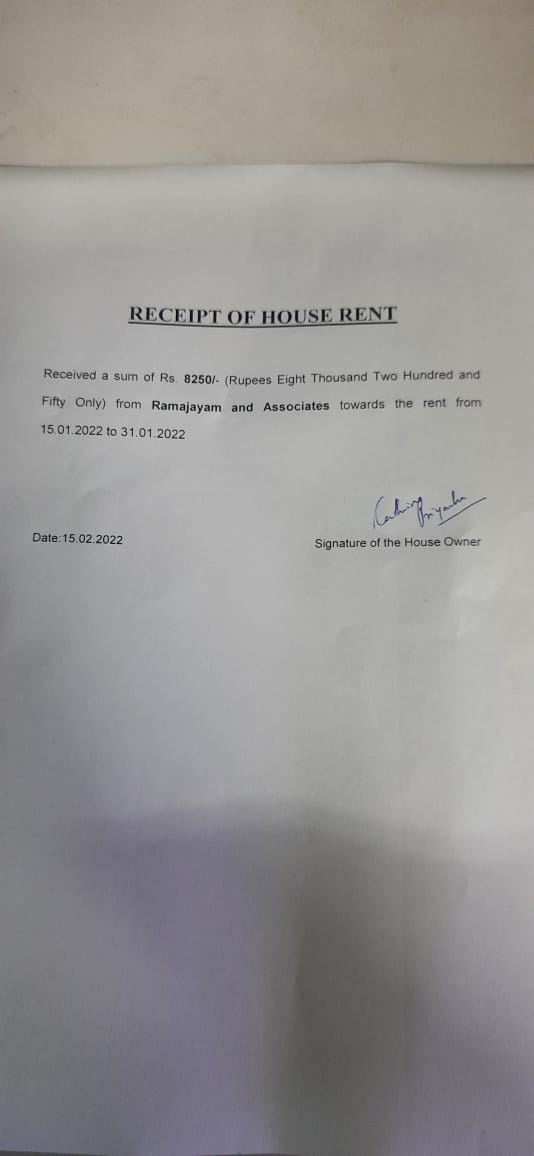 RECEIPT OF HOUSE RENT
Received a sum of Rs. 8250/- (Rupees Eight Thousand Two Hundred and
Fifty Only) from Ramajayam and Associates towards the rent from
15.01.2022 to 31.01.2022
Date:15.02.2022
Signature of the House Owner